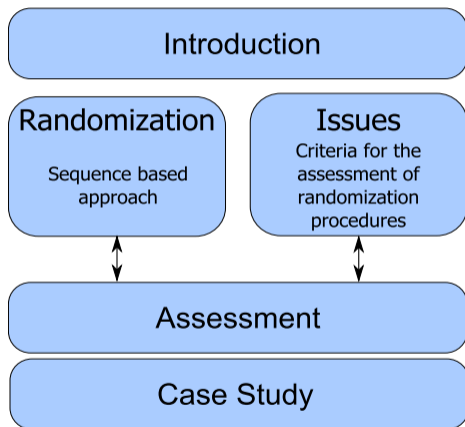 Introduction
Randomization
Sequence based
approach
Issues
Criteria for the
assessment of
randomization
procedures
Assessment
Case Study